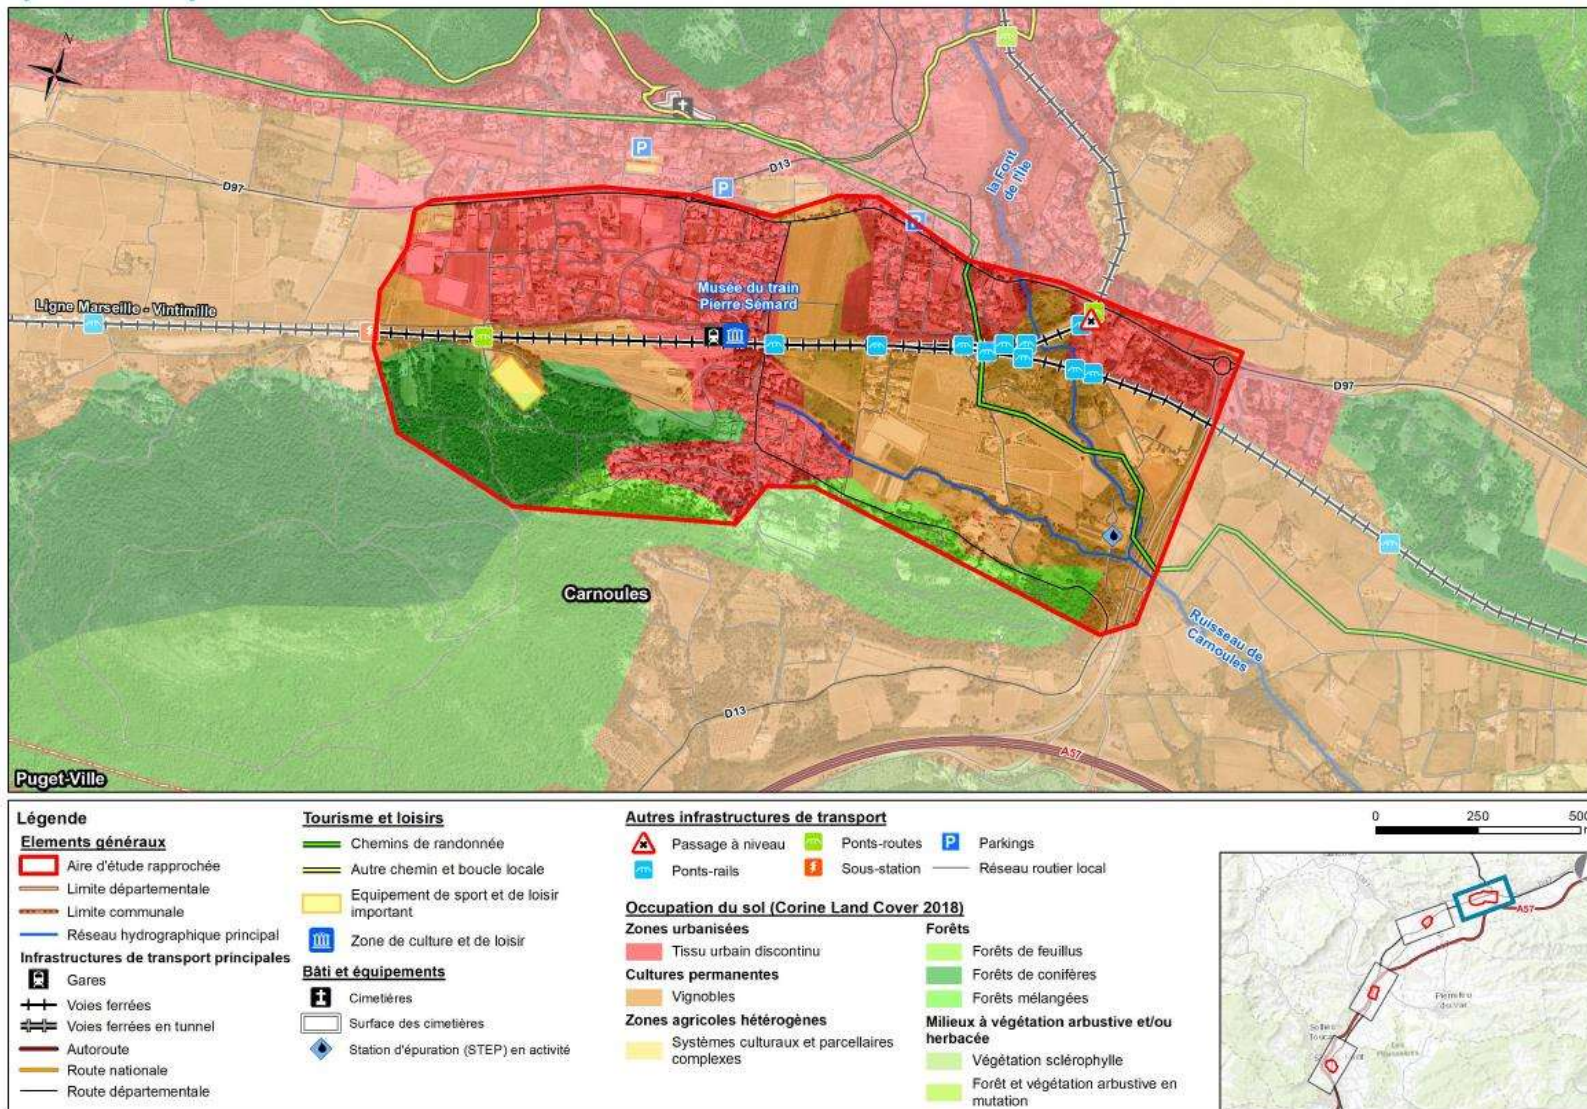 N
D97
P
P
D13
la Font
de l'Ile
P
Ligne Marseille - Vintimille
Musée du train
Pierre Sémard
D97
Carnoules
Ruisseau de
Carnoules
D13
A57
Puget-Ville
Légende
Elements généraux
Aire d'étude rapprochée
Limite départementale
Limite communale
Réseau hydrographique principal
Infrastructures de transport principales
Gares
Voies ferrées
Voies ferrées en tunnel
Autoroute
Route nationale
Route départementale
Tourisme et loisirs
Chemins de randonnée
Autre chemin et boucle locale
Equipement de sport et de loisir
important
Zone de culture et de loisir
Bâti et équipements
Cimetières
Surface des cimetières
Station d'épuration (STEP) en activité
Autres infrastructures de transport
Passage à niveau
Ponts-routes
P Parkings
Ponts-rails
Sous-station
Réseau routier local
Occupation du sol (Corine Land Cover 2018)
Zones urbanisées
Tissu urbain discontinu
Cultures permanentes
Vignobles
Zones agricoles hétérogènes
Systèmes culturaux et parcellaires
complexes
Forêts
Forêts de feuillus
Forêts de conifères
Forêts mélangées
Milieux à végétation arbustive et/ou
herbacée
Végétation sclérophylle
Forêt et végétation arbustive en
mutation
0 250 500
A57